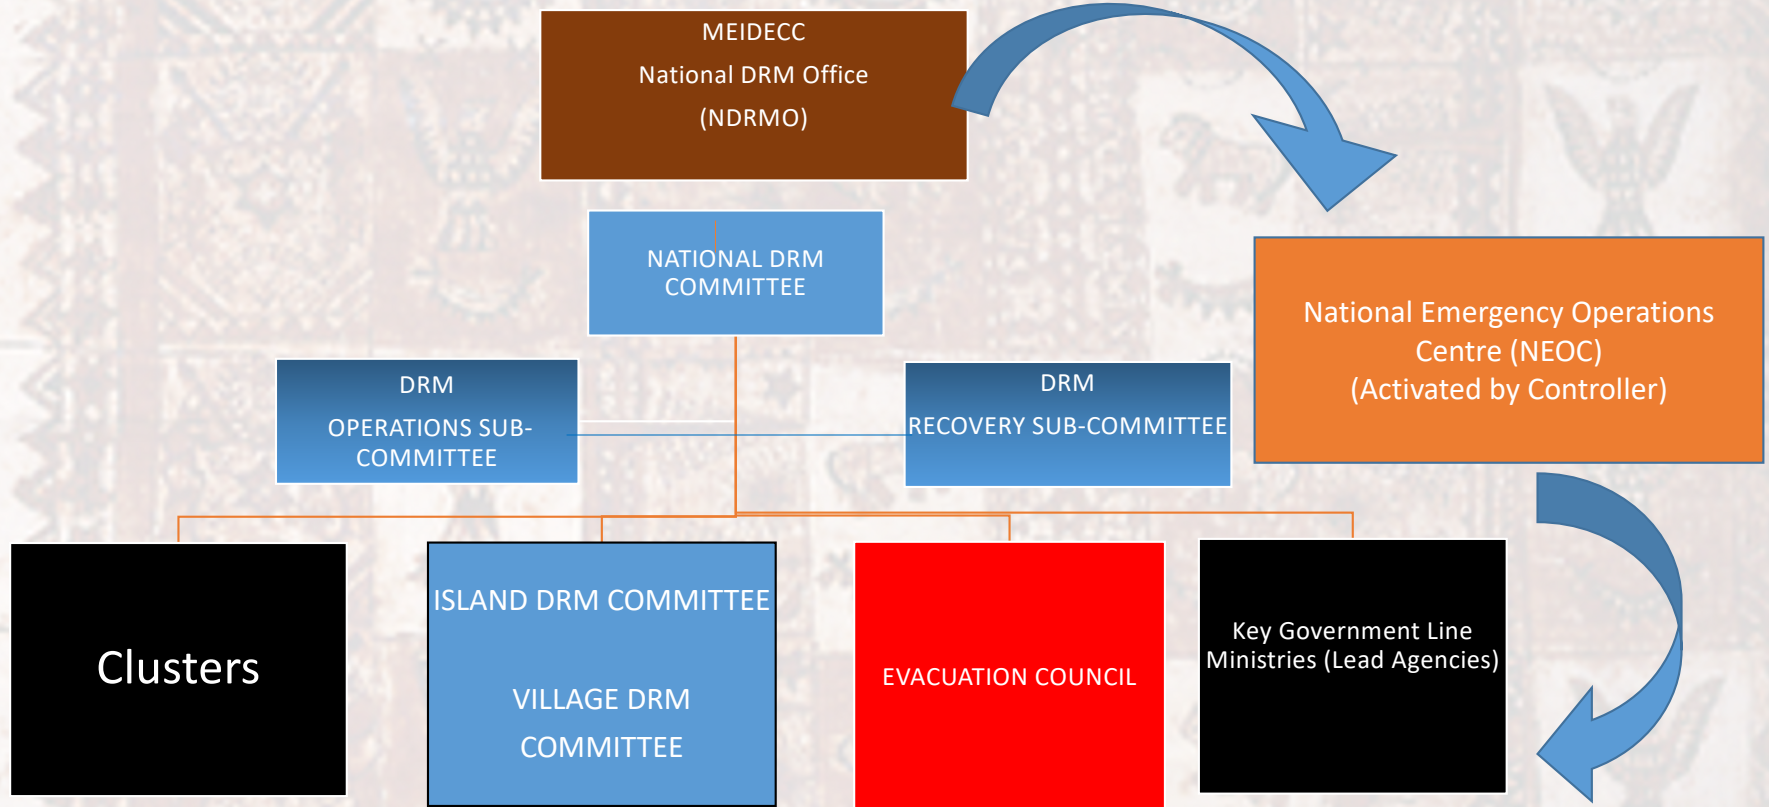 MEIDECC
National DRM Office
(NDRMO)
NATIONAL DRM
COMMITTEE
National Emergency Operations
Centre (NEOC)
(Activated by Controller)
DRM
OPERATIONS SUB-
COMMITTEE
DRM
RECOVERY SUB-COMMITTEE
Clusters
ISLAND DRM COMMITTEE
VILLAGE DRM
COMMITTEE
EVACUATION COUNCIL
Key Government Line
Ministries (Lead Agencies)